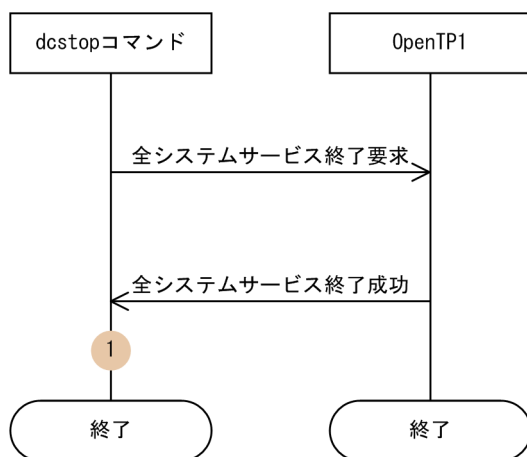 dcstopコマンド
OpenTP1
全システムサービス終了要求
全システムサービス終了成功
1
終了
終了